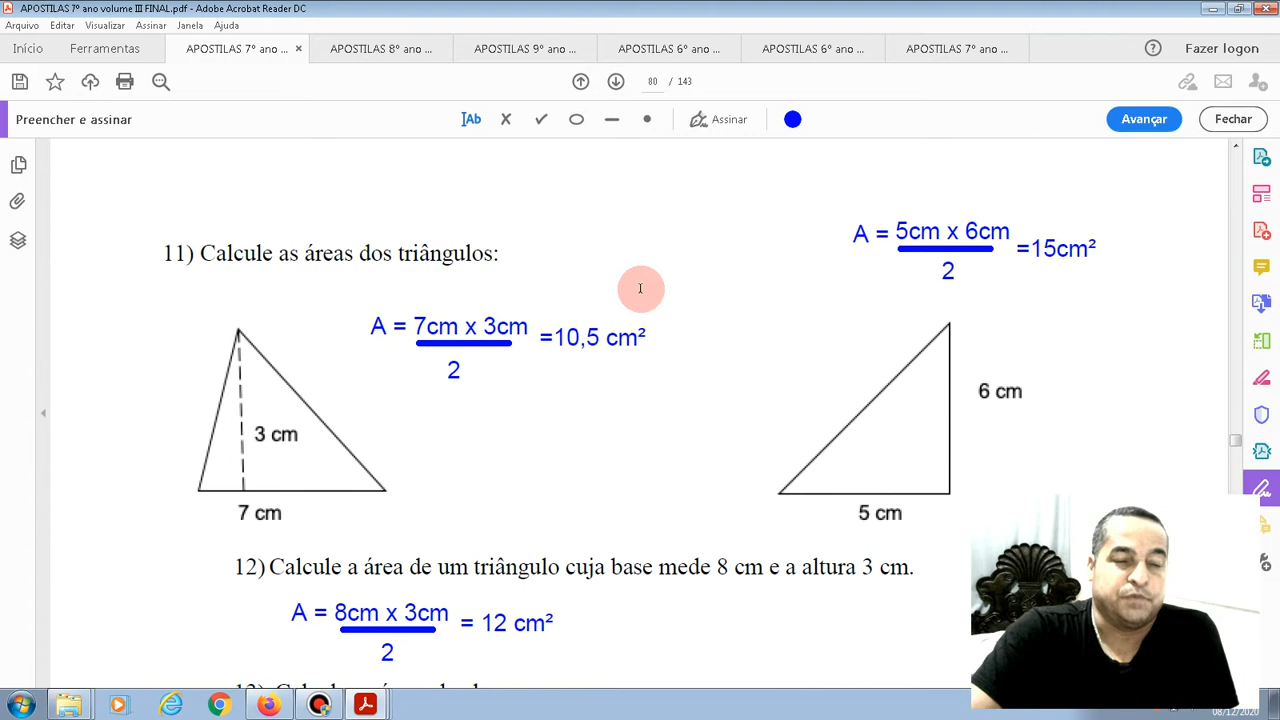 APOSTILAS 7º ano volume III FINAL.pdf - Adobe Acrobat Reader DC
Arquivo Editar Visualizar Assinar Janela Ajuda
Início Ferramentas APOSTILAS 7º ano ... × APOSTILAS 8º ano ... APOSTILAS 9º ano ... APOSTILAS 6º ano ... APOSTILAS 6º ano ... APOSTILAS 7º ano ... ? Fazer logon
80 / 143
Preencher e assinar IAb Assinar Avançar Fechar
A = 5cm x 6cm =15cm²
2
11) Calcule as áreas dos triângulos:
A = 7cm x 3cm =10,5 cm²
2
6 cm
3 cm
7 cm
5 cm
12) Calcule a área de um triângulo cuja base mede 8 cm e a altura 3 cm.
A = 8cm x 3cm = 12 cm²
2
08/12/2020